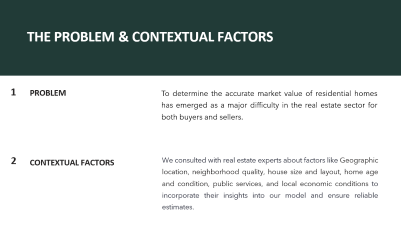 THE PROBLEM & CONTEXTUAL FACTORS
1 PROBLEM
To determine the accurate market value of residential homes
has emerged as a major difficulty in the real estate sector for
both buyers and sellers.
2 CONTEXTUAL FACTORS
We consulted with real estate experts about factors like Geographic
location, neighborhood quality, house size and layout, home age
and condition, public services, and local economic conditions to
incorporate their insights into our model and ensure reliable
estimates.